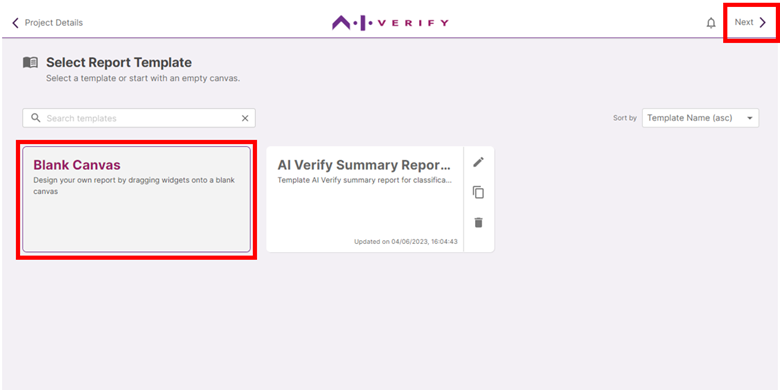 Project Details
A·I·VERIFY
Next
Select Report Template
Select a template or start with an empty canvas.
Search templates
Sort by
Template Name (asc)
Blank Canvas
Design your own report by dragging widgets onto a blank
canvas
AI Verify Summary Repor...
Template AI Verify summary report for classifica...
Updated on 04/06/2023, 16:04:43